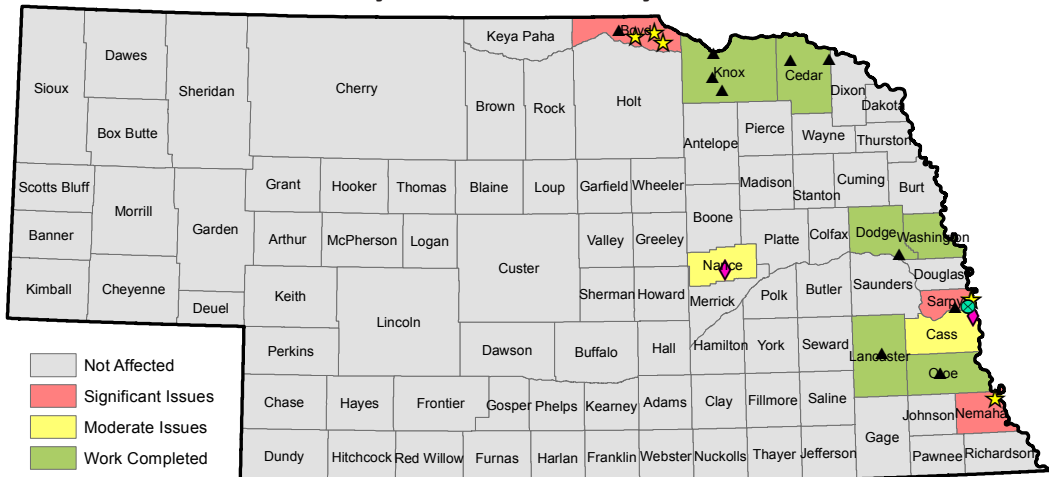 Keya Paha
Boyd
Dawes
Knox
Cedar
Sioux
Sheridan
Cherry
Dixon
Brown
Rock
Holt
Dakota
Box Butte
Pierce
Wayne
Thurston
Antelope
Scotts Bluff
Grant
Hooker
Thomas
Blaine
Loup
Garfield
Wheeler
Madison
Stanton
Cuming
Burt
Morrill
Garden
Boone
Banner
Arthur
McPherson
Logan
Valley
Greeley
Platte
Colfax
Dodge
Washington
Custer
Nance
Douglas
Kimball
Cheyenne
Keith
Sherman
Howard
Merrick
Polk
Butler
Saunders
Deuel
Lincoln
Sarpy
Perkins
Dawson
Buffalo
Hall
Hamilton
York
Seward
Lancaster
Cass
Not Affected
Otoe
Significant Issues
Chase
Hayes
Frontier
Gosper
Phelps
Kearney
Adams
Clay
Fillmore
Saline
Johnson
Nemaha
Moderate Issues
Gage
Work Completed
Dundy
Hitchcock
Red Willow
Furnas
Harlan
Franklin
Webster
Nuckolls
Thayer
Jefferson
Pawnee
Richardson